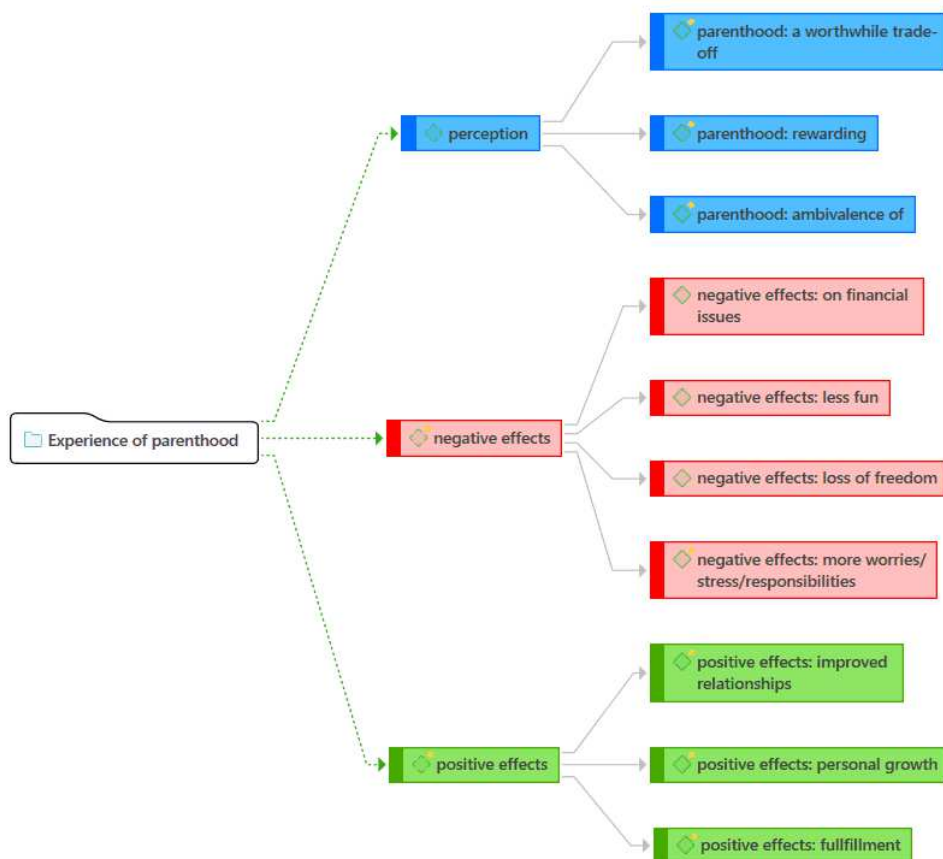 parenthood: a worthwhile trade-
off
perception
parenthood: rewarding
parenthood: ambivalence of
negative effects: on financial
issues
negative effects: less fun
Experience of parenthood
negative effects
negative effects: loss of freedom
negative effects: more worries/
stress/responsibilities
positive effects: improved
relationships
positive effects
positive effects: personal growth
positive effects: fullfillment